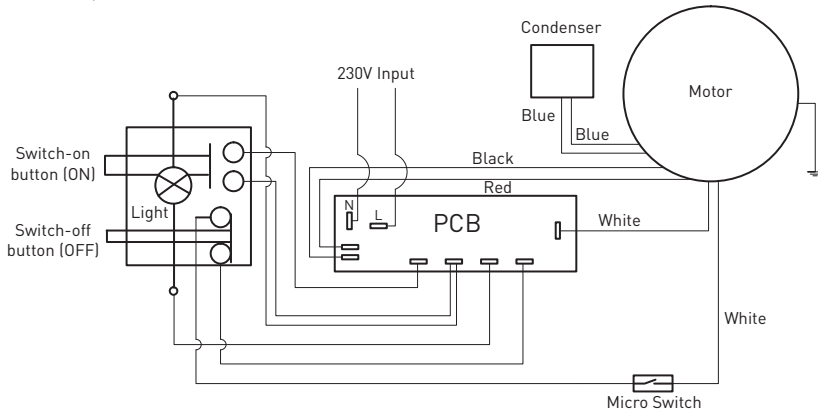 Condenser
230V Input
Motor
Blue
Blue
Switch-on
button (ON)
Black
Red
Light
N
L
PCB
White
Switch-off
button (OFF)
White
Micro Switch